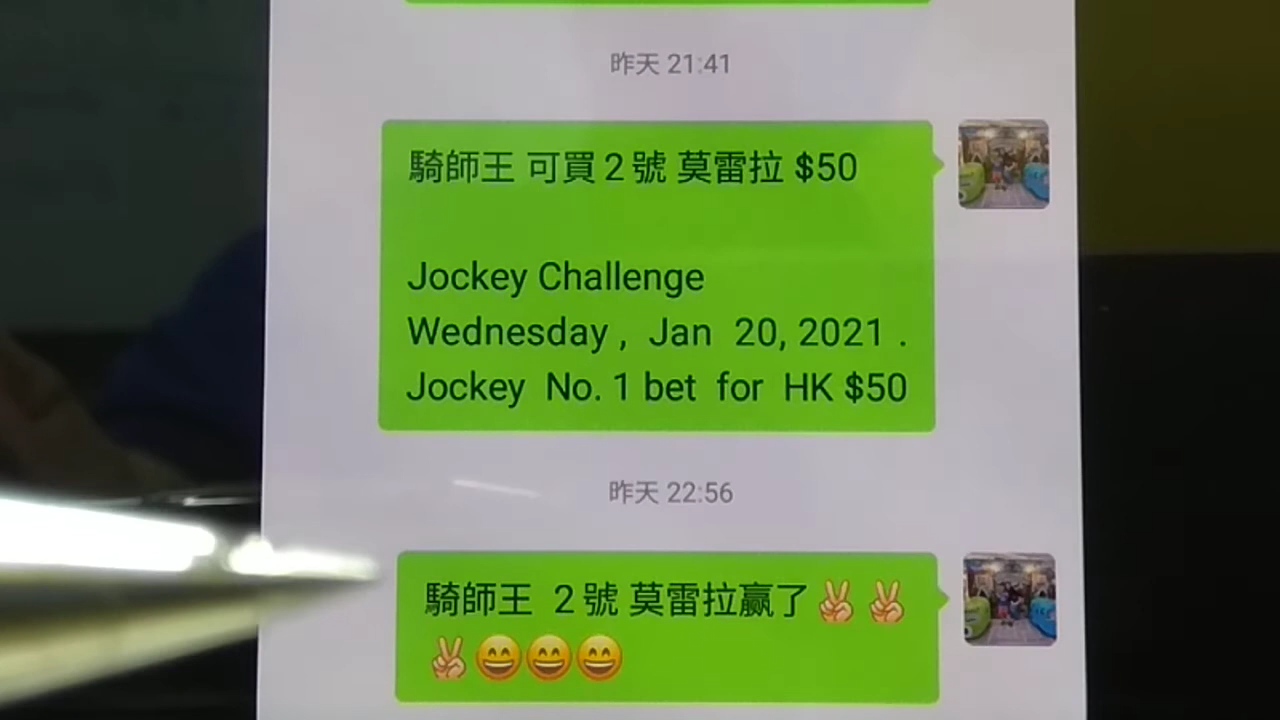 昨天 21:41
騎師王 可買 2 號 莫雷拉 $50
Jockey Challenge
Wednesday , Jan 20, 2021 .
Jockey No. 1 bet for HK $50
昨天 22:56
騎師王 2 號 莫雷拉赢了✌✌
✌😄😄😄